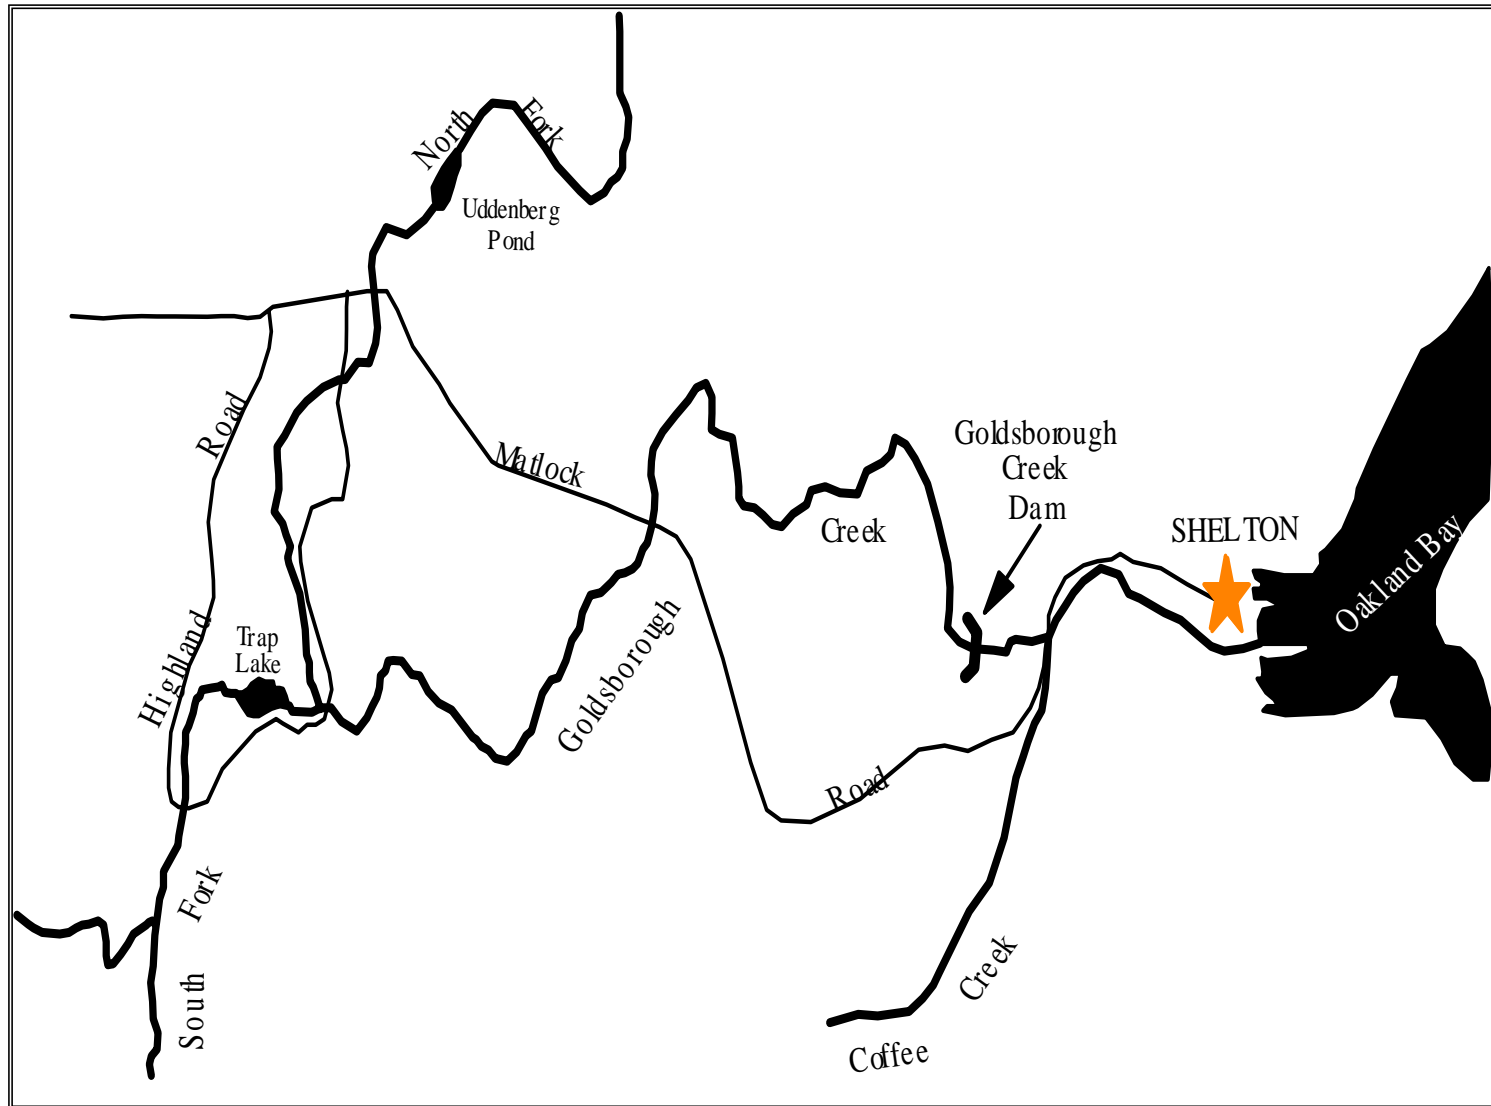 North
Fork
Uddenberg
Pond
Road
Matlock
Goldsborough
Creek
Dam
Creek
SHELTON
Oakland Bay
Highland
Trap
Lake
Goldsborough
Road
Fork
South
Creek
Coffee